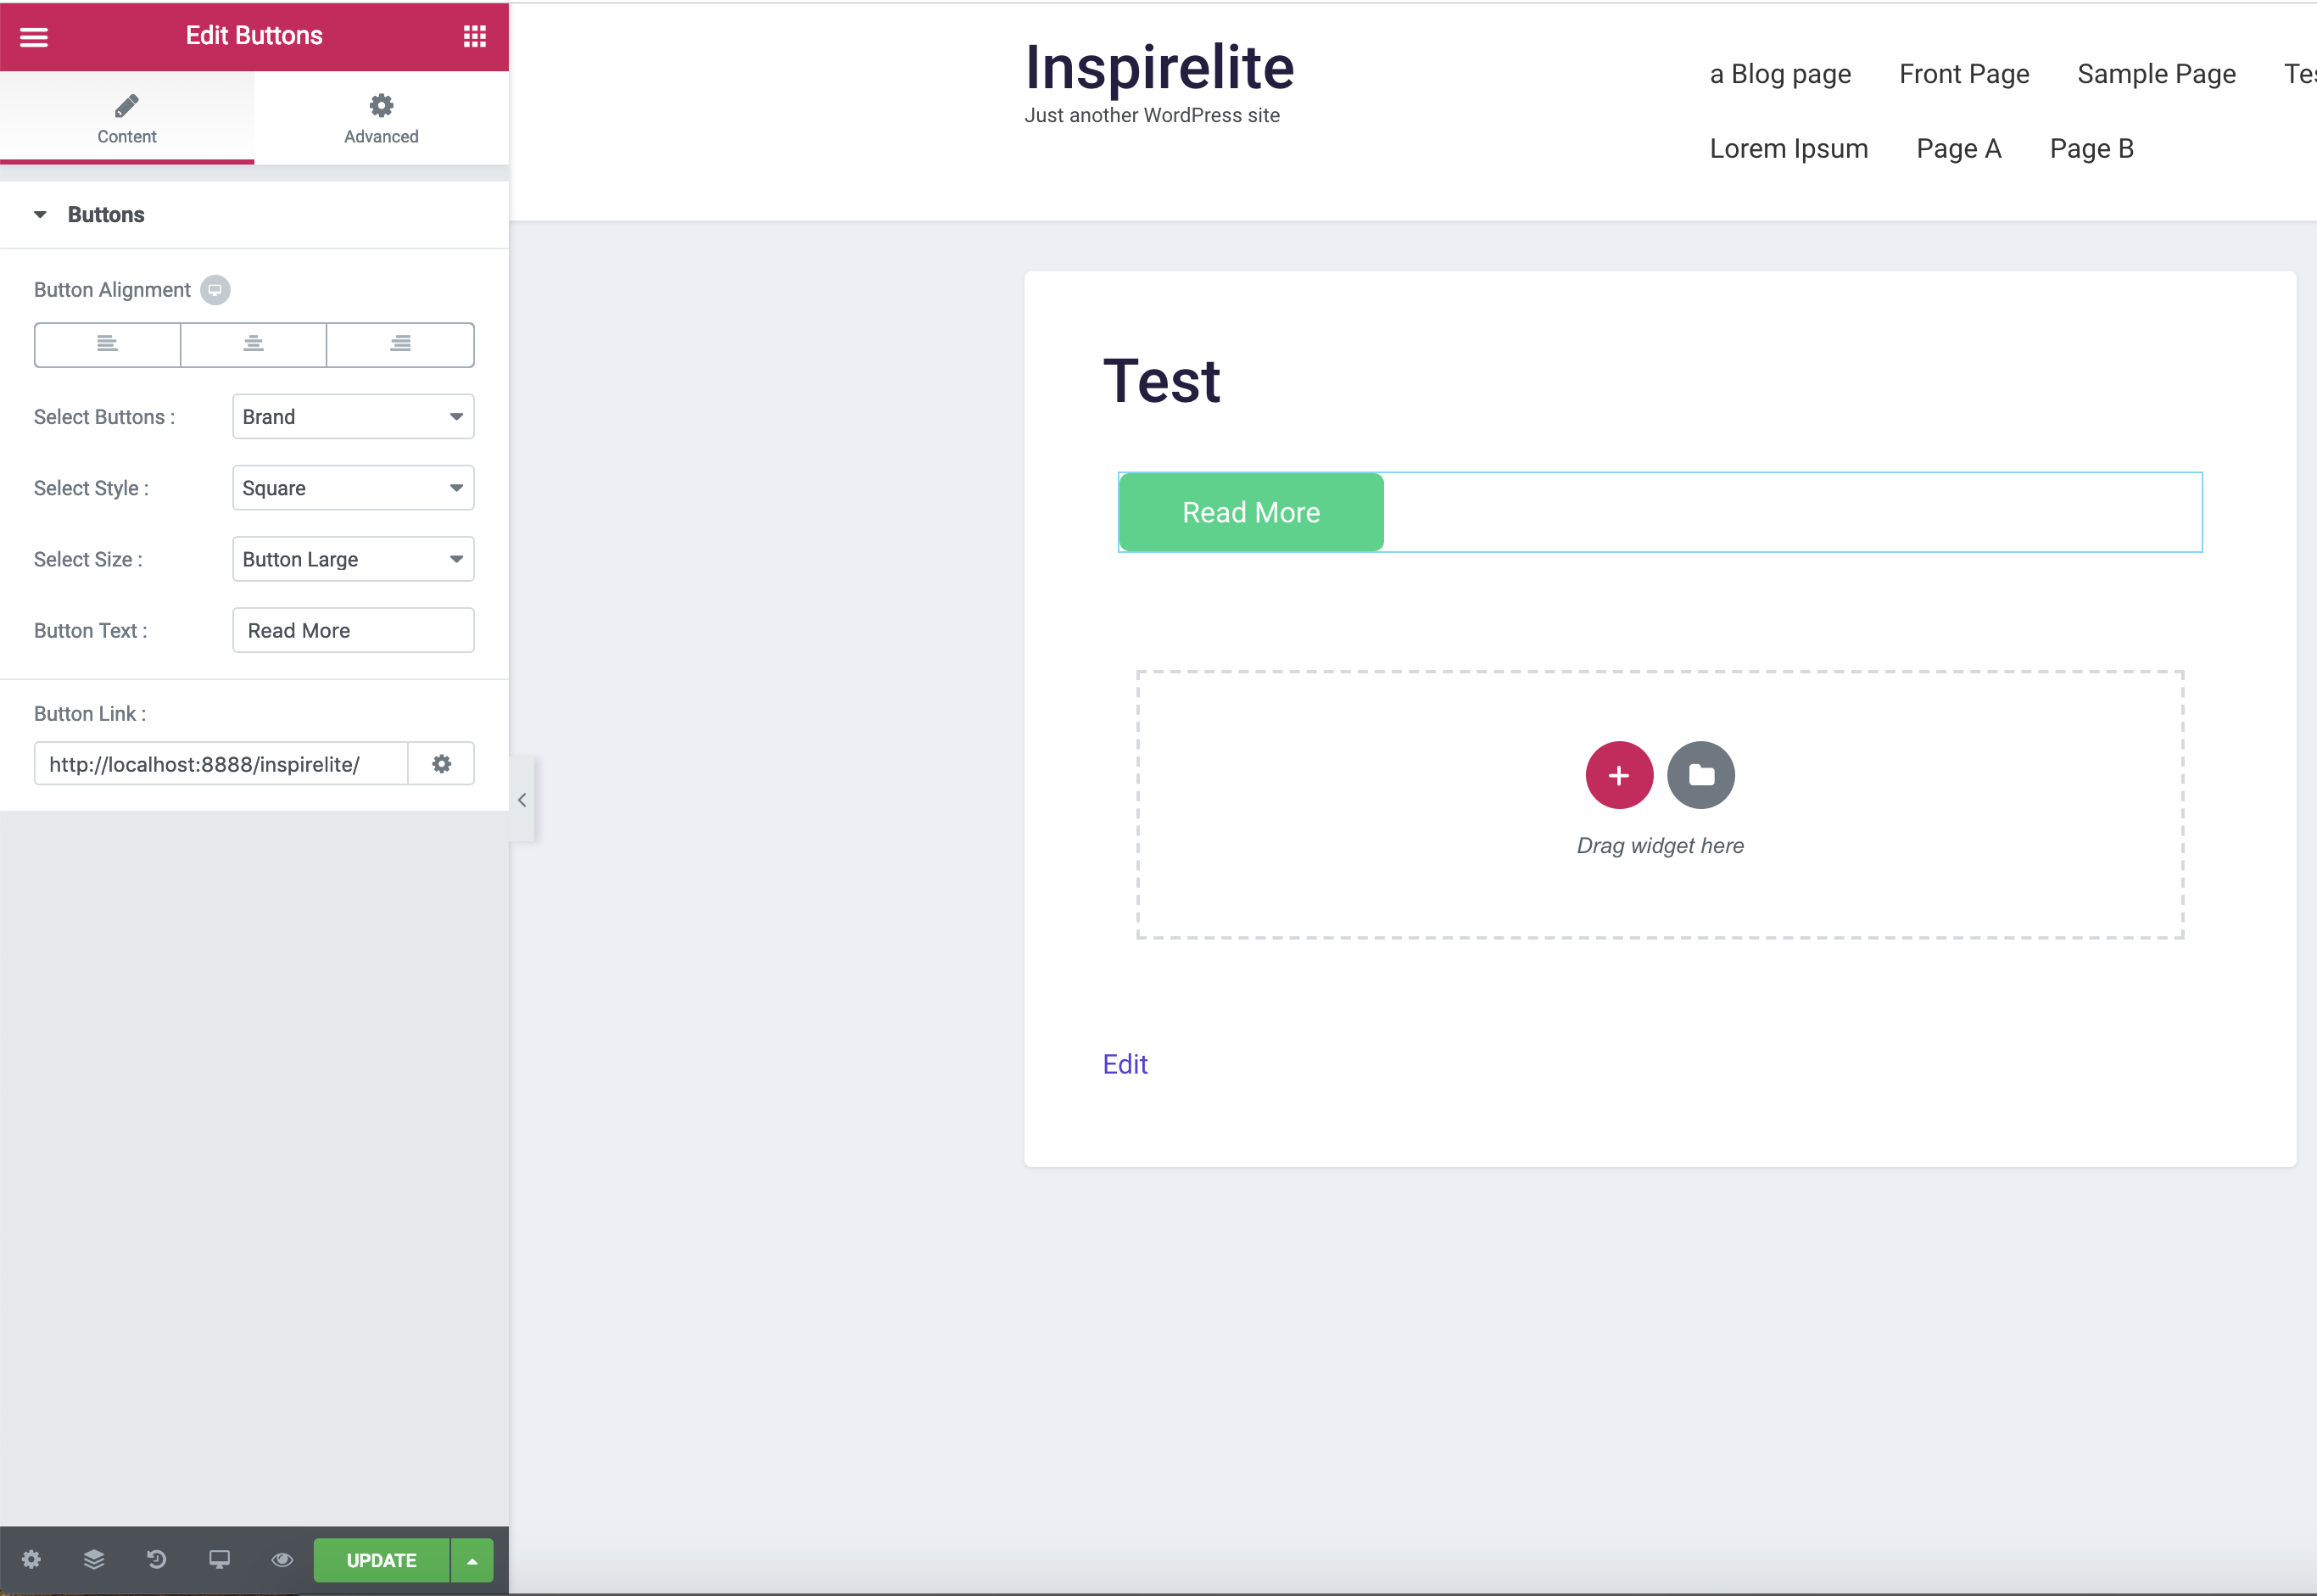 Edit Buttons
Content
Advanced
Buttons
Button Alignment
Select Buttons :
Brand
Select Style :
Square
Select Size :
Button Large
Button Text :
Read More
Button Link :
http://localhost:8888/inspirelite/
UPDATE
Inspirelite
Just another WordPress site
a Blog page Front Page Sample Page
Lorem Ipsum Page A Page B
Test
Read More
Drag widget here
Edit